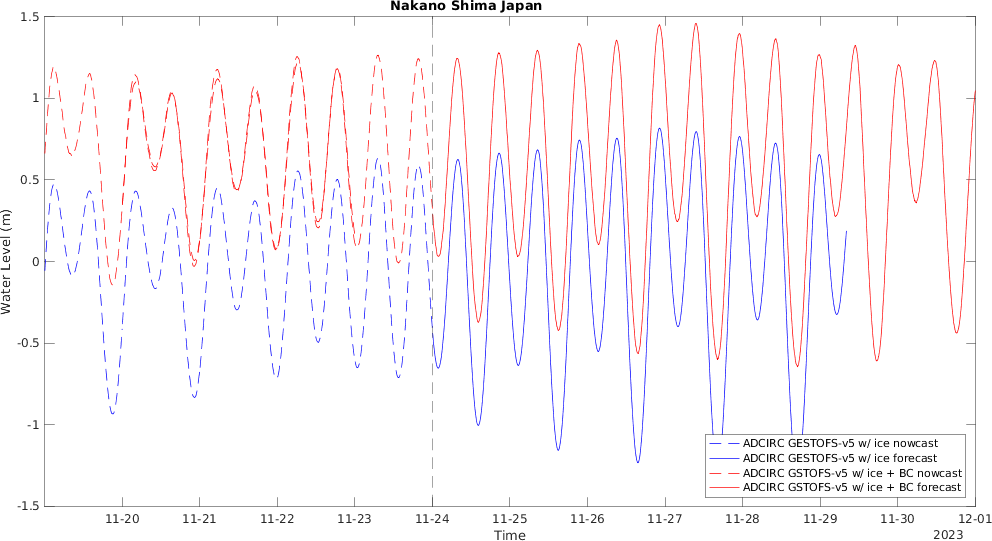 Nakano Shima Japan
1.5
1
0.5
0
-0.5
-1
-1.5
Water Level (m)
ADCIRC GESTOFS-v5 w/ ice nowcast
ADCIRC GESTOFS-v5 w/ ice forecast
ADCIRC GSTOFS-v5 w/ ice + BC nowcast
ADCIRC GSTOFS-v5 w/ ice + BC forecast
11-20 11-21 11-22 11-23 11-24 11-25 11-26 11-27 11-28 11-29 11-30 12-01
Time
2023